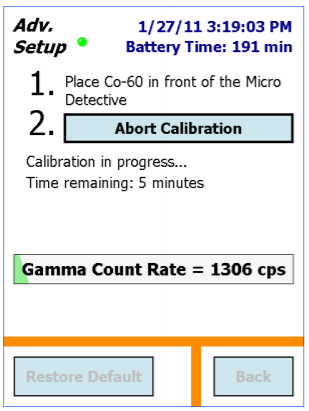 Adv. 1/27/11 3:19:03 PM
Setup Battery Time: 191 min
1. Place Co-60 in front of the Micro
Detective
2. Abort Calibration
Calibration in progress...
Time remaining: 5 minutes
Gamma Count Rate = 1306 cps
Restore Default Back